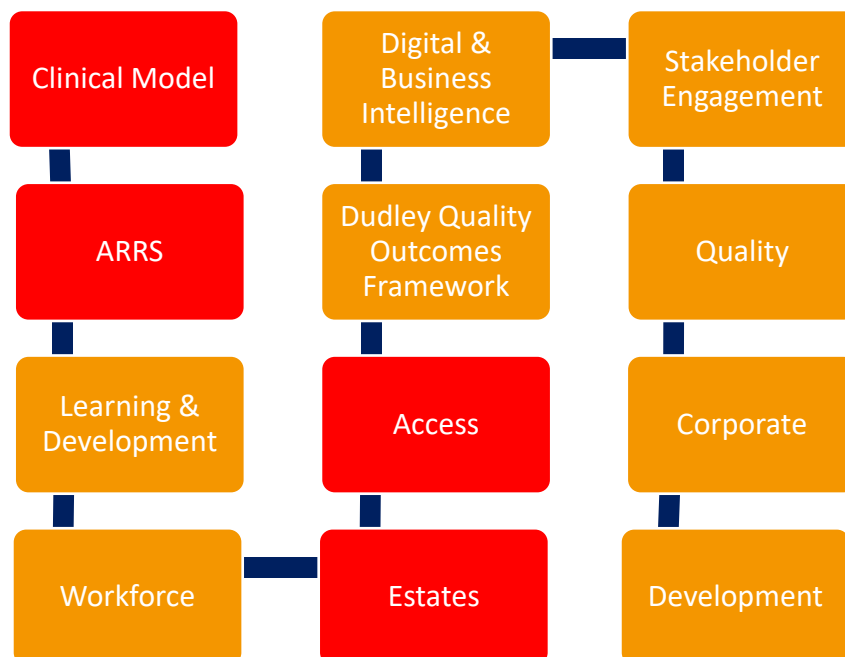 Clinical Model
ARRS
Learning &
Development
Workforce
Estates
Access
Dudley Quality
Outcomes
Framework
Digital &
Business
Intelligence
Stakeholder
Engagement
Quality
Corporate
Development